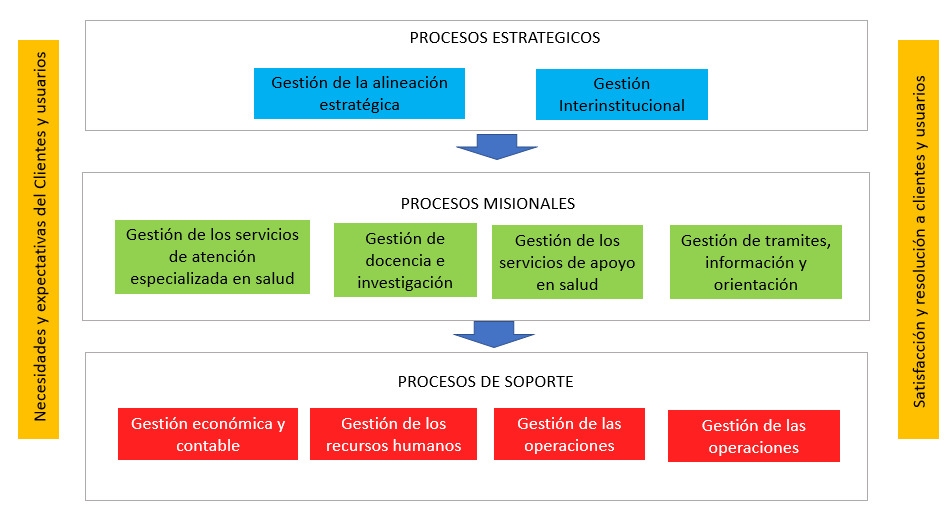 Necesidades y expectativas del Clientes y usuarios
PROCESOS ESTRATEGICOS
Gestión de la alineación
estratégica
Gestión
Interinstitucional
PROCESOS MISIONALES
Gestión de los servicios
de atención
especializada en salud
Gestión de
docencia e
investigación
Gestión de los
servicios de apoyo
en salud
Gestión de tramites,
información y
orientación
PROCESOS DE SOPORTE
Gestión económica y
contable
Gestión de los
recursos humanos
Gestión de las
operaciones
Gestión de las
operaciones
Satisfacción y resolución a clientes y usuarios